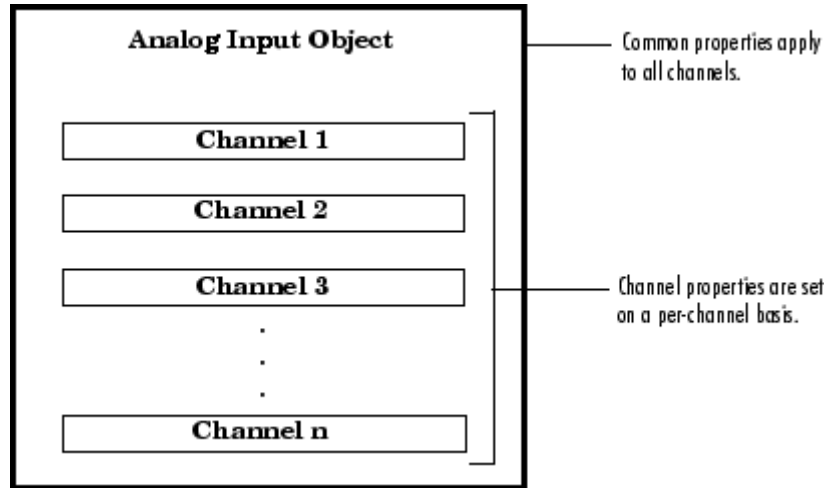 Analog Input Object
Common properties apply
to all channels.
Channel 1
Channel 2
Channel 3
.
.
.
Channel n
Channel properties are set
on a per-channel basis.